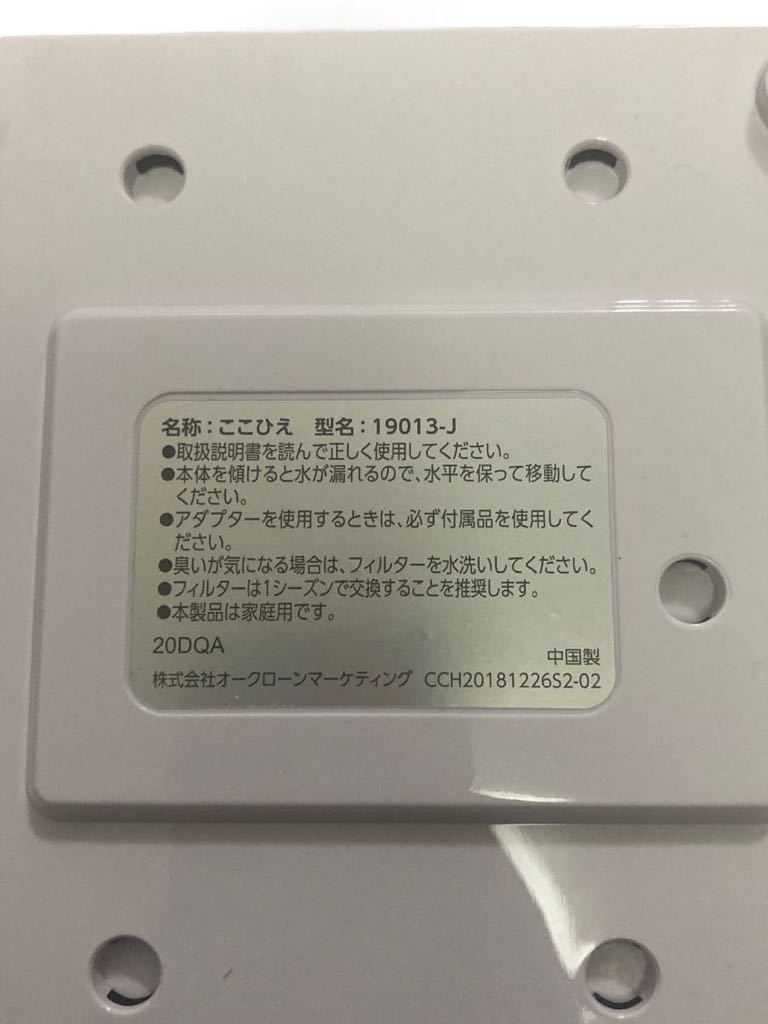 名称：ここひえ　型名：19013-J
●取扱説明書を読んで正しく使用してください。
●本体を傾けると水が漏れるので、水平を保って移動して
ください。
●アダプターを使用するときは、必ず付属品を使用してく
ださい。
●臭いが気になる場合は、フィルターを水洗いしてください。
●フィルターは1シーズンで交換することを推奨します。
●本製品は家庭用です。
20DQA
中国製
株式会社オークローンマーケティング CCH20181226S2-02